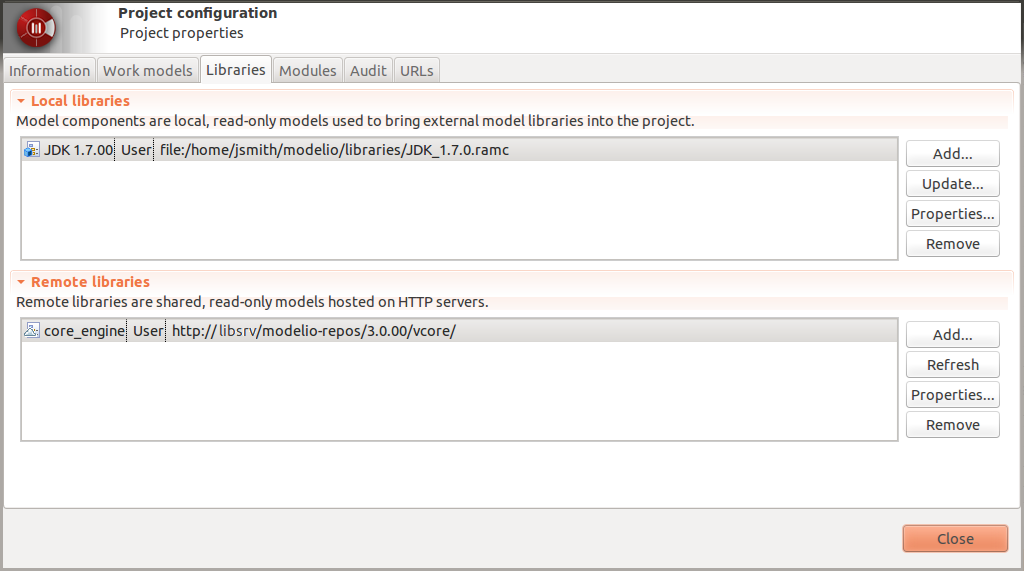 Project configuration
Project properties
Information Work models Libraries Modules Audit URLs
Local libraries
Model components are local, read-only models used to bring external model libraries into the project.
JDK 1.7.00 User file:/home/jsmith/modelio/libraries/JDK_1.7.0.ramc
Add...
Update...
Properties...
Remove
Remote libraries
Remote libraries are shared, read-only models hosted on HTTP servers.
core_engine User http://libsrv/modelio-repos/3.0.00/vcore/
Add...
Refresh
Properties...
Remove
Close